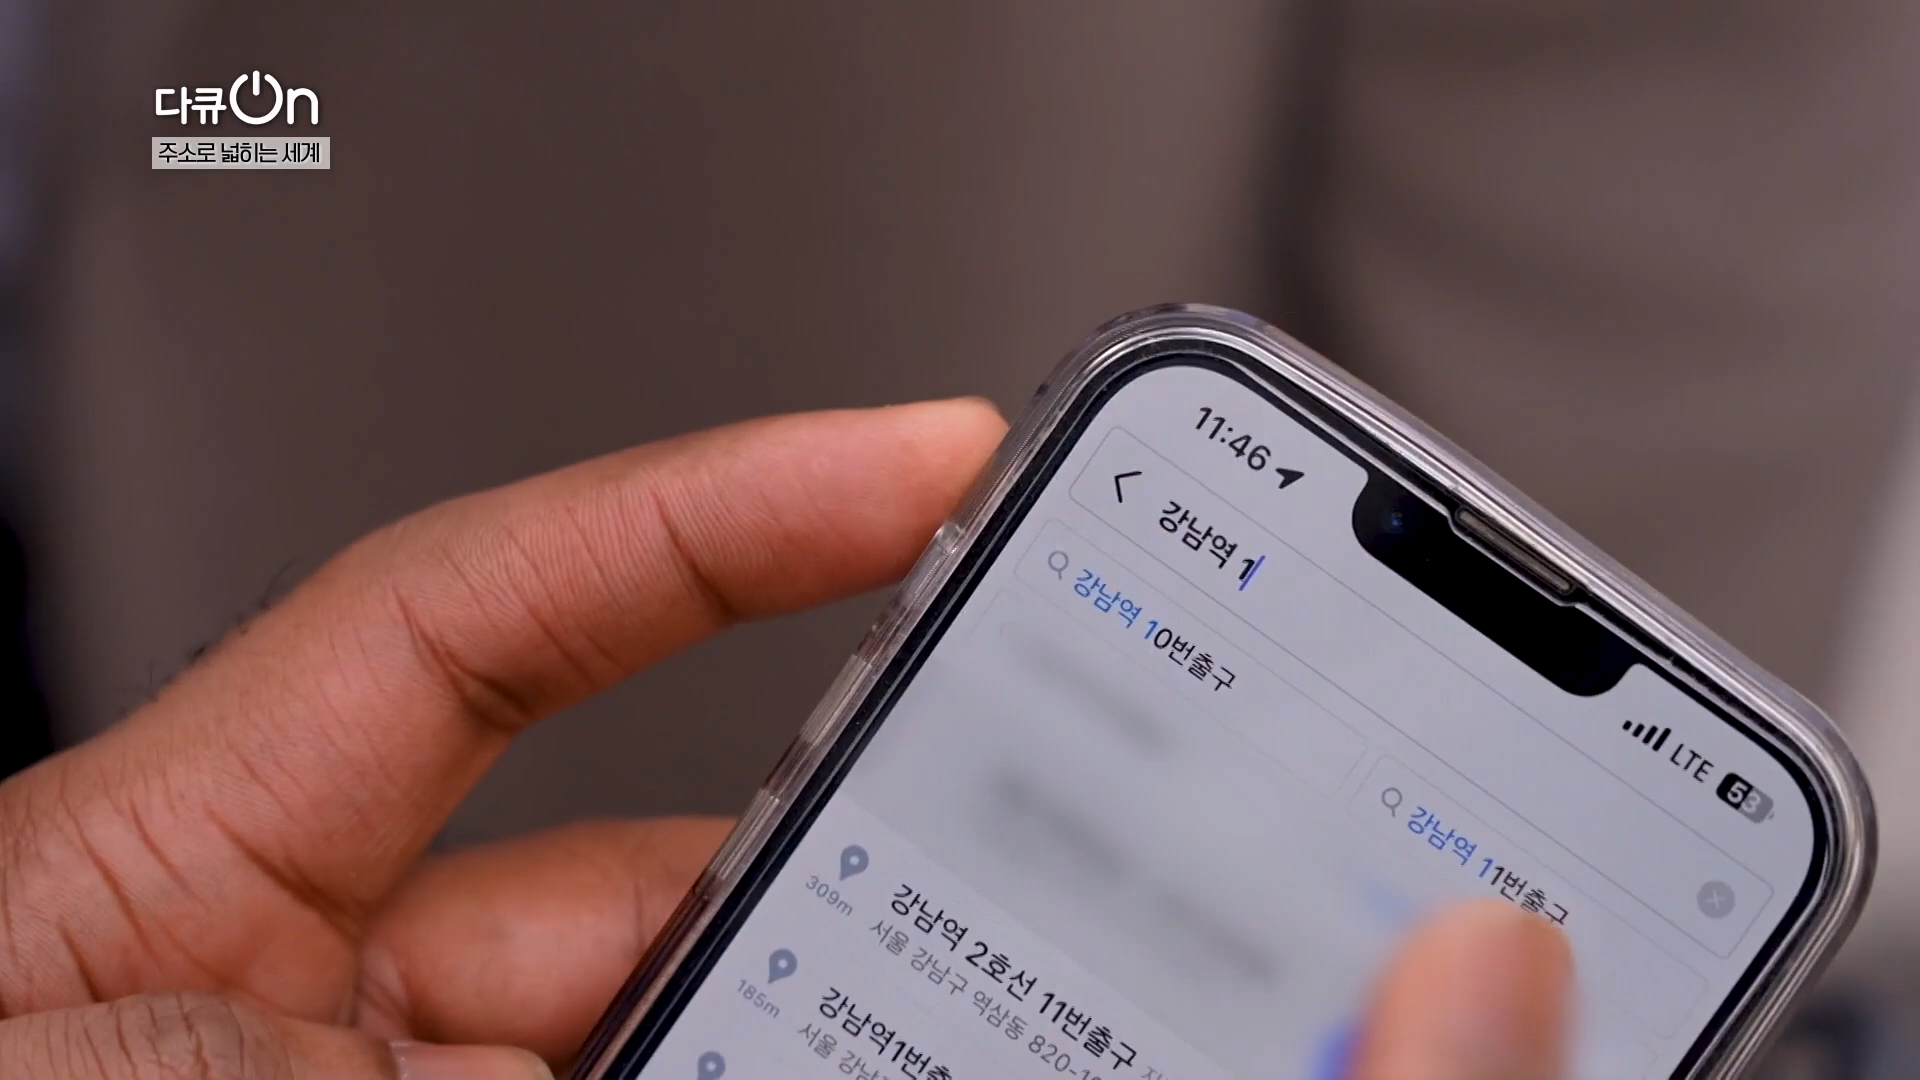 다큐On
주소로 넓히는 세계
11:46
LTE 53
강남역 1
강남역 10번출구
강남역 11번출구
309m
강남역 2호선 11번출구
서울 강남구 역삼동
185m
강남역1번출
서울